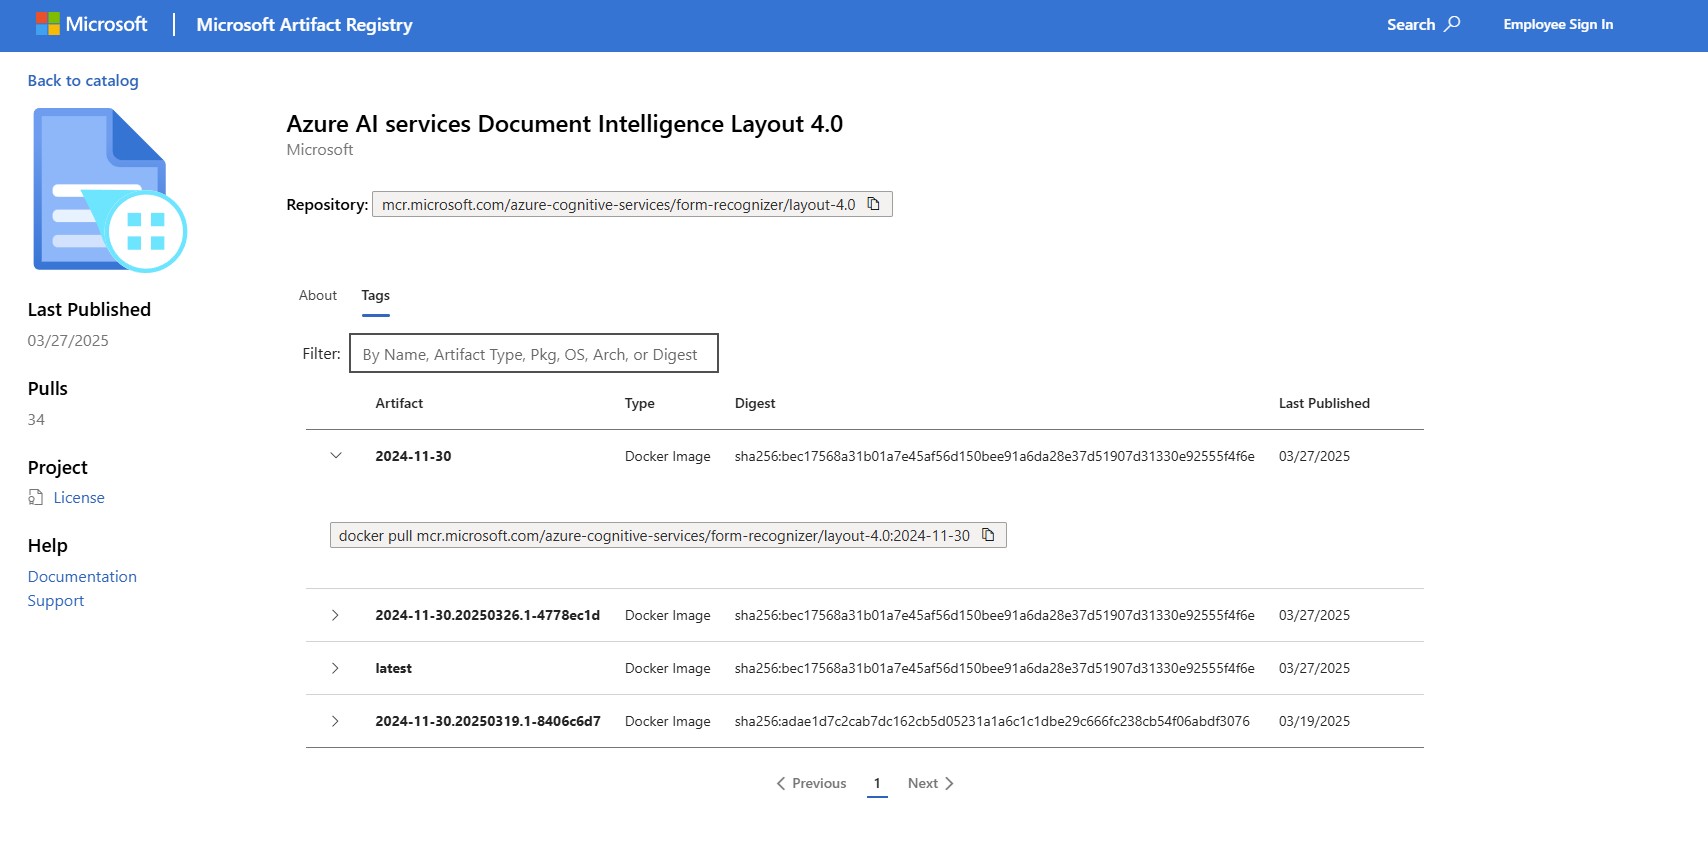 Microsoft | Microsoft Artifact Registry Search Employee Sign In
Back to catalog
Azure AI services Document Intelligence Layout 4.0
Microsoft
Repository: mcr.microsoft.com/azure-cognitive-services/form-recognizer/layout-4.0
Last Published
03/27/2025
Pulls
34
Project
License
Help
Documentation
Support
About Tags
Filter: By Name, Artifact Type, Pkg, OS, Arch, or Digest
Artifact Type Digest Last Published
2024-11-30 Docker Image sha256:bec17568a31b01a7e45af56d150bee91a6da28e37d51907d31330e92555f4f6e 03/27/2025
docker pull mcr.microsoft.com/azure-cognitive-services/form-recognizer/layout-4.0:2024-11-30
2024-11-30.20250326.1-4778ec1d Docker Image sha256:bec17568a31b01a7e45af56d150bee91a6da28e37d51907d31330e92555f4f6e 03/27/2025
latest Docker Image sha256:bec17568a31b01a7e45af56d150bee91a6da28e37d51907d31330e92555f4f6e 03/27/2025
2024-11-30.20250319.1-8406c6d7 Docker Image sha256:adae1d7c2cab7dc162cb5d05231a1a6c1c1dbe29c666fc238cb54f06abdf3076 03/19/2025
Previous 1 Next